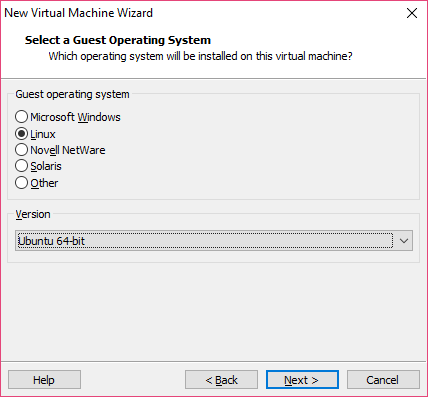 New Virtual Machine Wizard
Select a Guest Operating System
Which operating system will be installed on this virtual machine?
Guest operating system
Microsoft Windows
Linux
Novell NetWare
Solaris
Other
Version
Ubuntu 64-bit
Help
< Back
Next >
Cancel